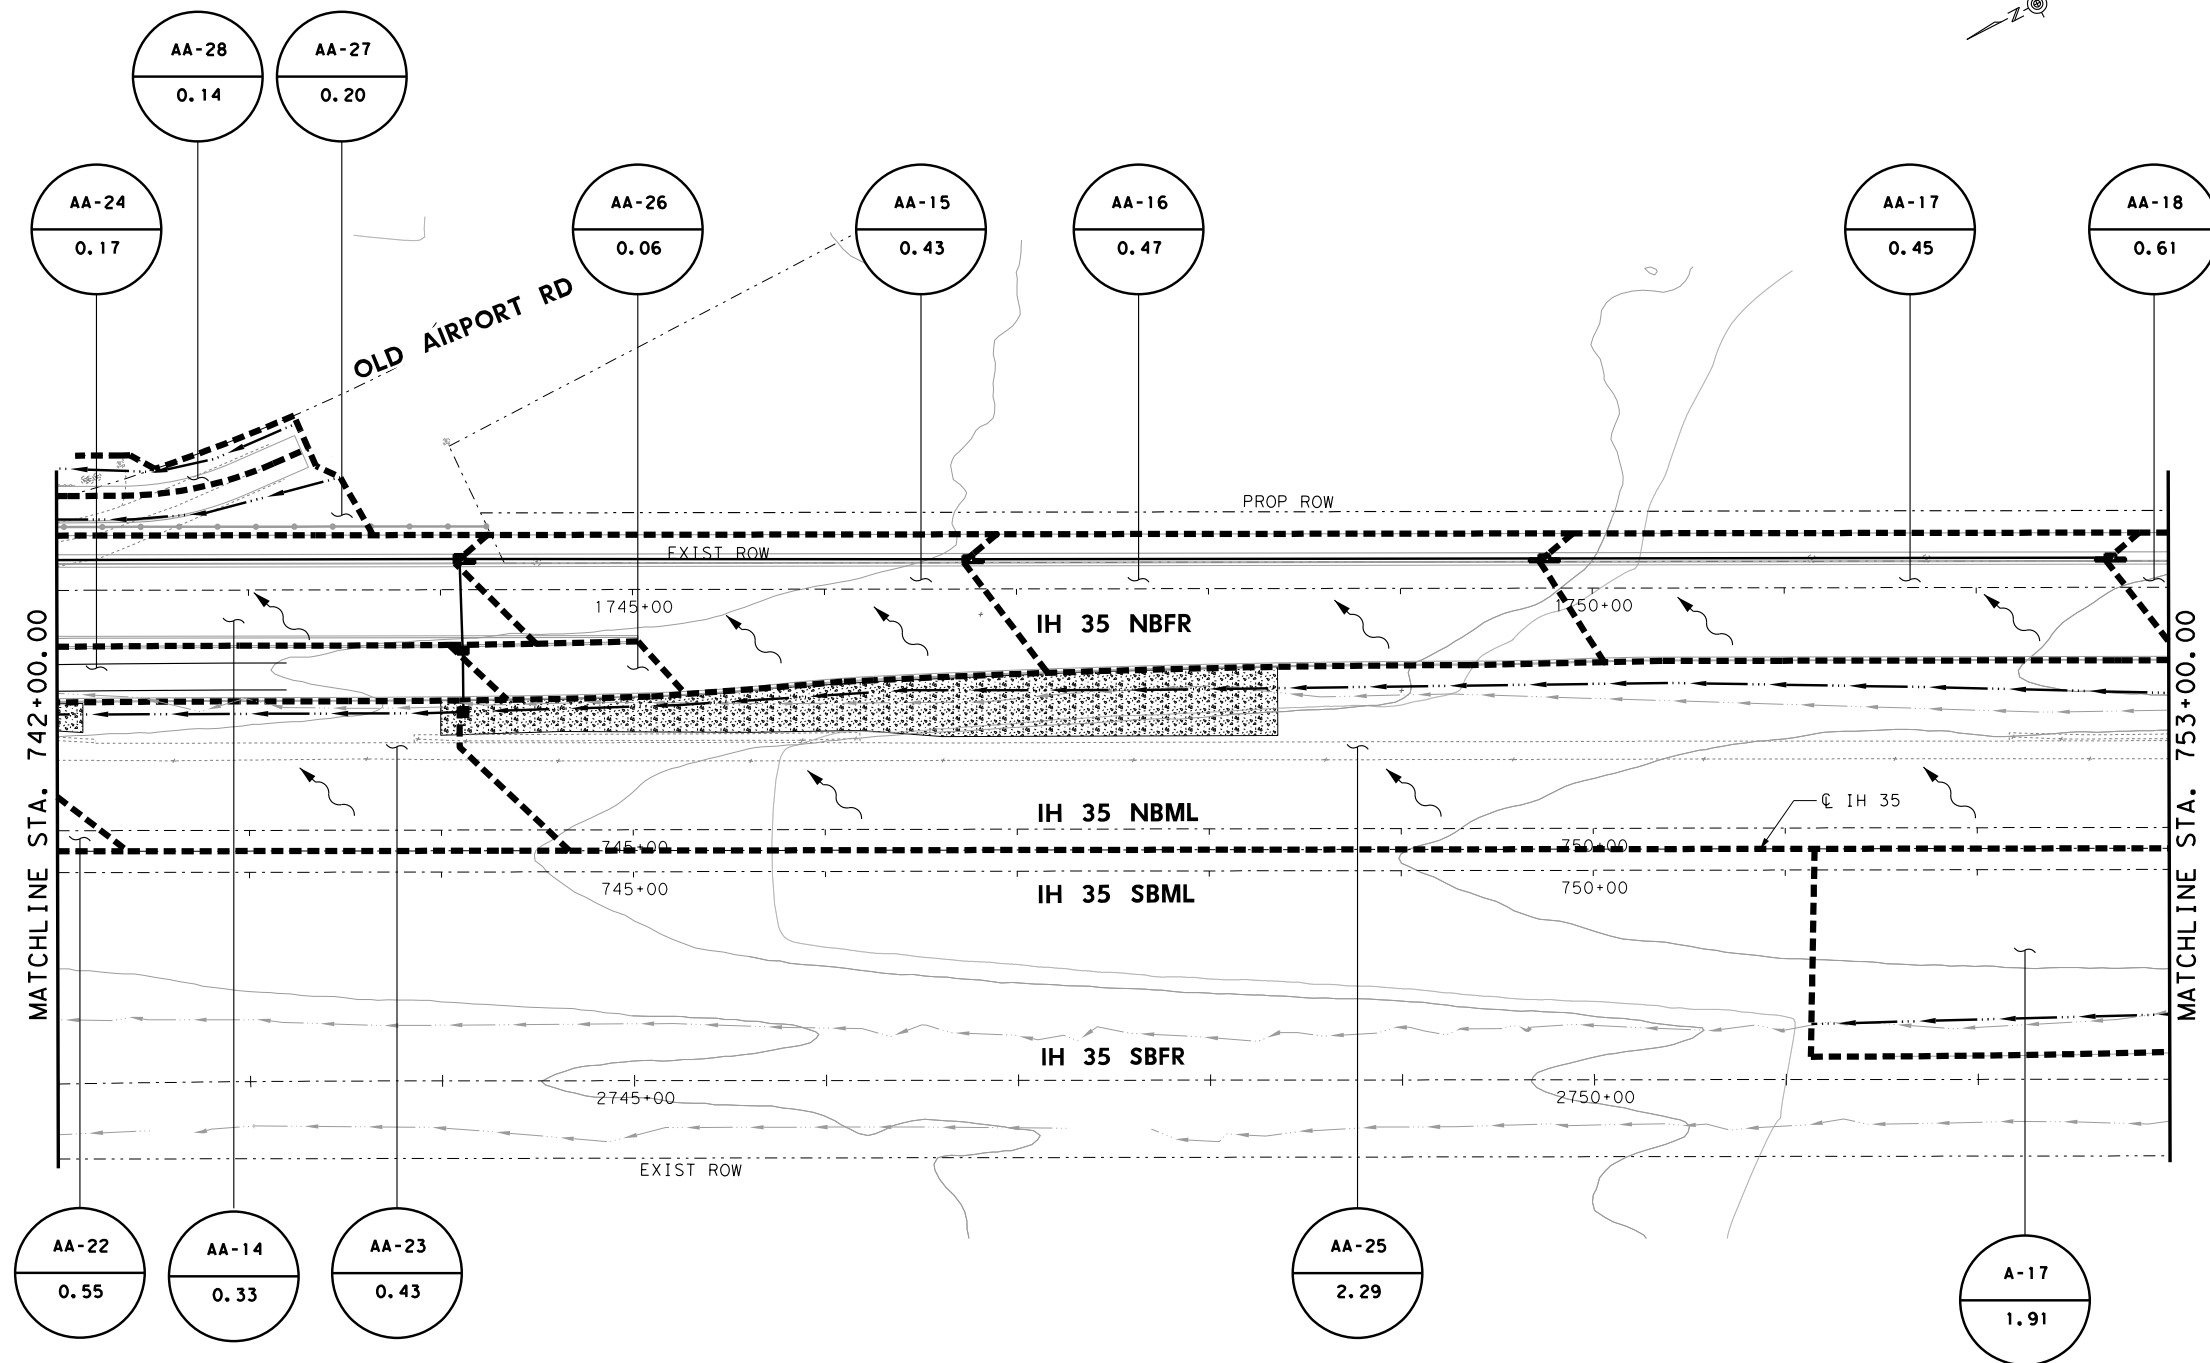 N
AA-28
0.14
AA-27
0.20
AA-24
0.17
AA-26
0.06
AA-15
0.43
AA-16
0.47
AA-17
0.45
AA-18
0.61
OLD AIRPORT RD
PROP ROW
EXIST ROW
1745+00
1750+00
IH 35 NBFR
MATCHLINE STA. 742+00.00
MATCHLINE STA. 753+00.00
℄ IH 35
IH 35 NBML
745+00
750+00
745+00
750+00
IH 35 SBML
IH 35 SBFR
2745+00
2750+00
EXIST ROW
AA-22
0.55
AA-14
0.33
AA-23
0.43
AA-25
2.29
A-17
1.91